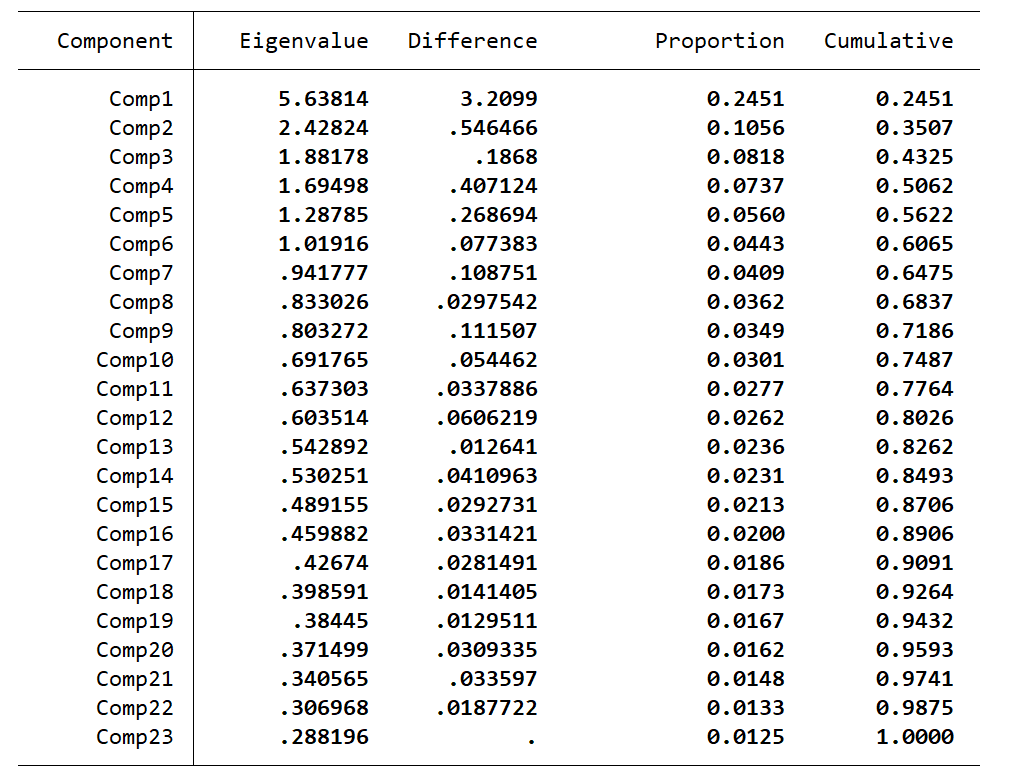 Component Eigenvalue Difference Proportion Cumulative
Comp1 5.63814 3.2099 0.2451 0.2451
Comp2 2.42824 .546466 0.1056 0.3507
Comp3 1.88178 .1868 0.0818 0.4325
Comp4 1.69498 .407124 0.0737 0.5062
Comp5 1.28785 .268694 0.0560 0.5622
Comp6 1.01916 .077383 0.0443 0.6065
Comp7 .941777 .108751 0.0409 0.6475
Comp8 .833026 .0297542 0.0362 0.6837
Comp9 .803272 .111507 0.0349 0.7186
Comp10 .691765 .054462 0.0301 0.7487
Comp11 .637303 .0337886 0.0277 0.7764
Comp12 .603514 .0606219 0.0262 0.8026
Comp13 .542892 .012641 0.0236 0.8262
Comp14 .530251 .0410963 0.0231 0.8493
Comp15 .489155 .0292731 0.0213 0.8706
Comp16 .459882 .0331421 0.0200 0.8906
Comp17 .42674 .0281491 0.0186 0.9091
Comp18 .398591 .0141405 0.0173 0.9264
Comp19 .38445 .0129511 0.0167 0.9432
Comp20 .371499 .0309335 0.0162 0.9593
Comp21 .340565 .033597 0.0148 0.9741
Comp22 .306968 .0187722 0.0133 0.9875
Comp23 .288196 . 0.0125 1.0000